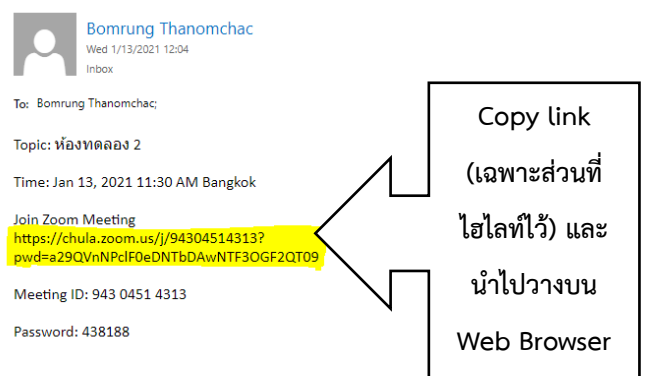 Bomrung Thanomchac
Wed 1/13/2021 12:04
Inbox
To: Bomrung Thanomchac;
Topic: ห้องทดลอง 2
Time: Jan 13, 2021 11:30 AM Bangkok
Join Zoom Meeting
https://chula.zoom.us/j/94304514313?
pwd=a29QVnNPclF0eDNTbDAwNTF3OGF2QT09
Meeting ID: 943 0451 4313
Password: 438188
Copy link
(เฉพาะส่วนที่
ไฮไลท์ไว้) และ
นำไปวางบน
Web Browser